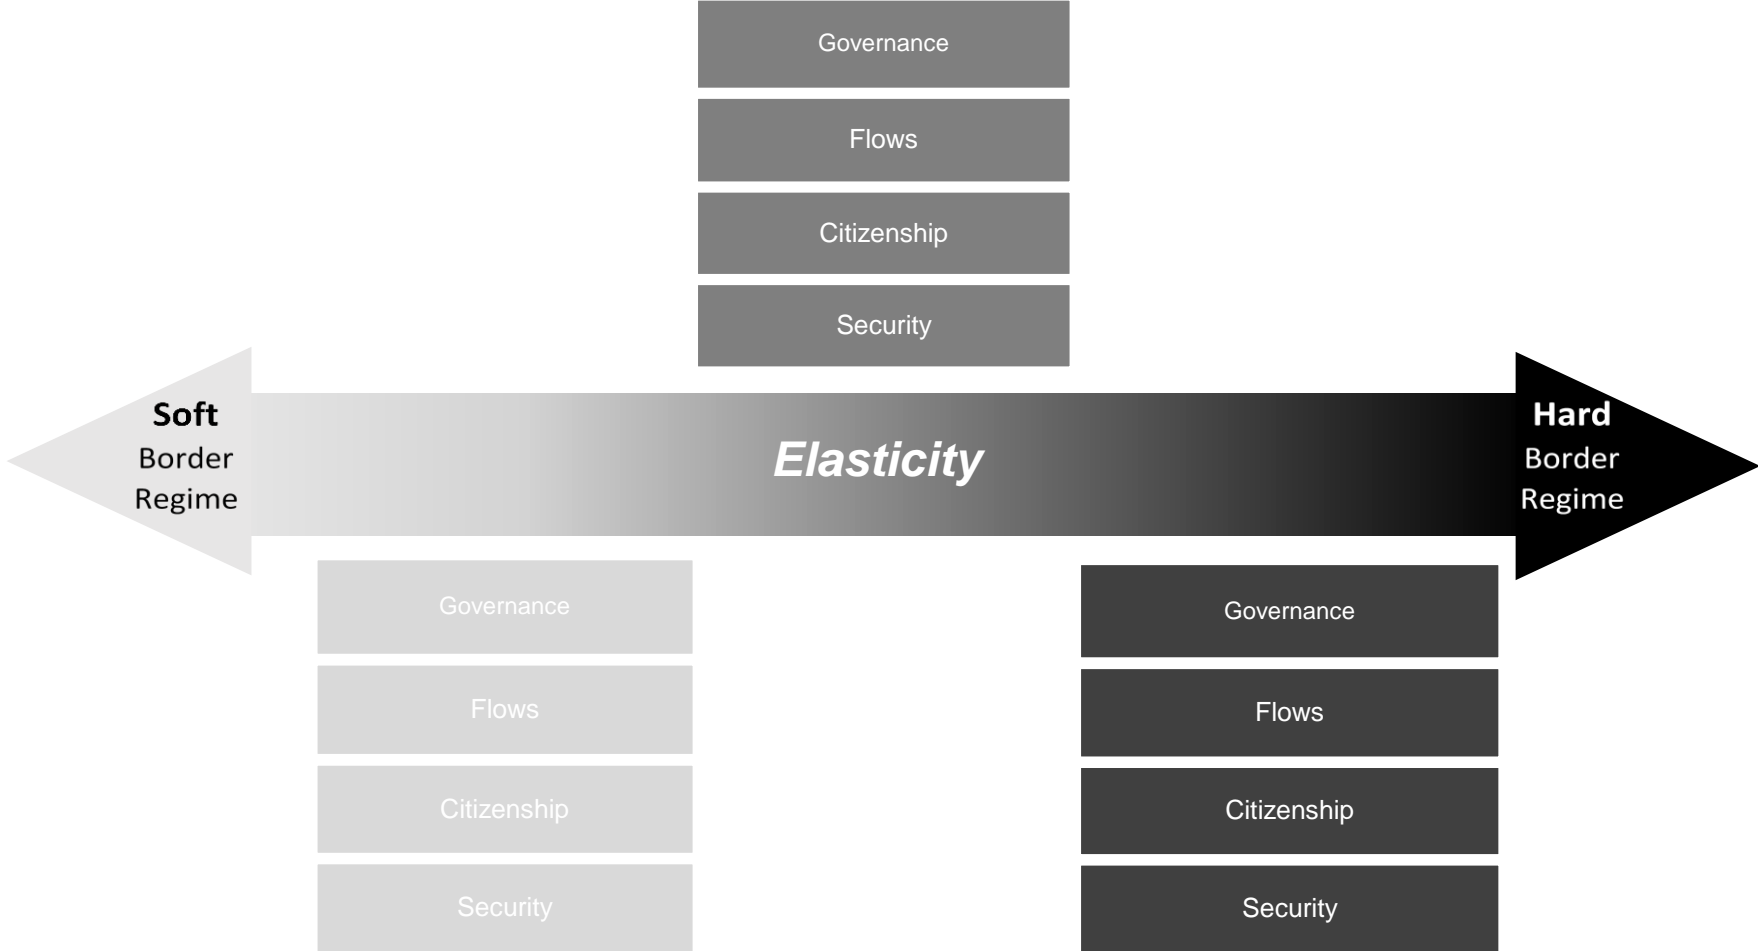 Governance
Flows
Citizenship
Security
Soft
Border
Regime
Elasticity
Hard
Border
Regime
Governance
Flows
Citizenship
Security
Governance
Flows
Citizenship
Security